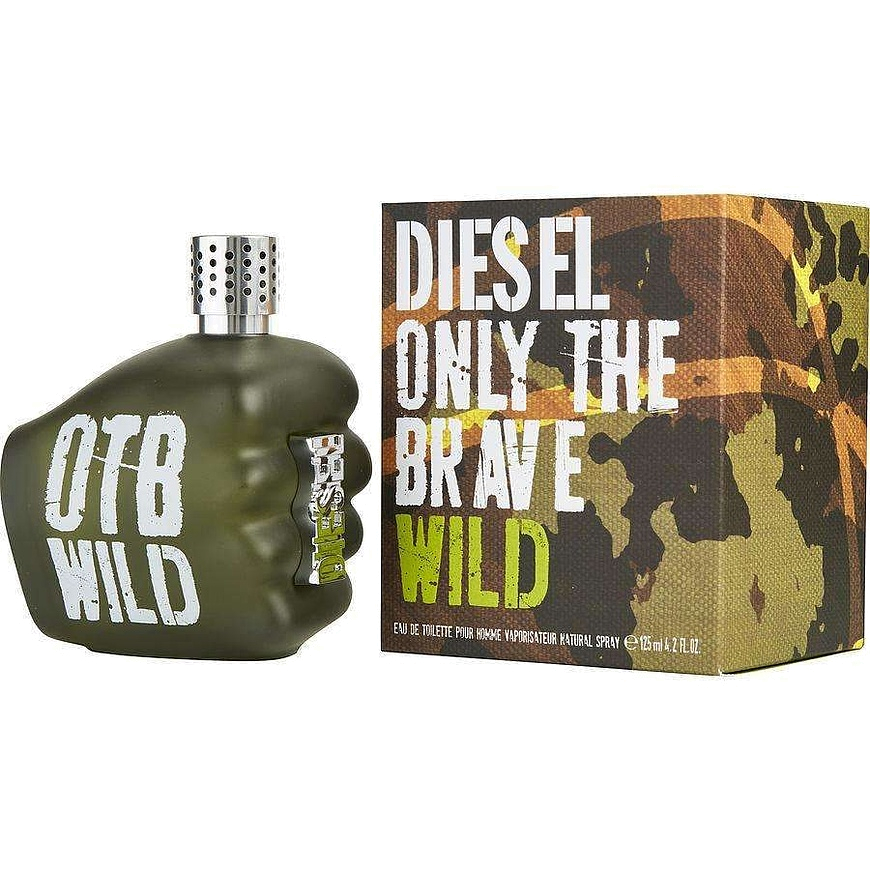 OTB
WILD
DIESEL
DIESEL
ONLY THE
BRAVE
WILD
EAU DE TOILETTE POUR HOMME VAPORISATEUR NATURAL SPRAY ℮ 125 ml 4.2 FL.OZ.